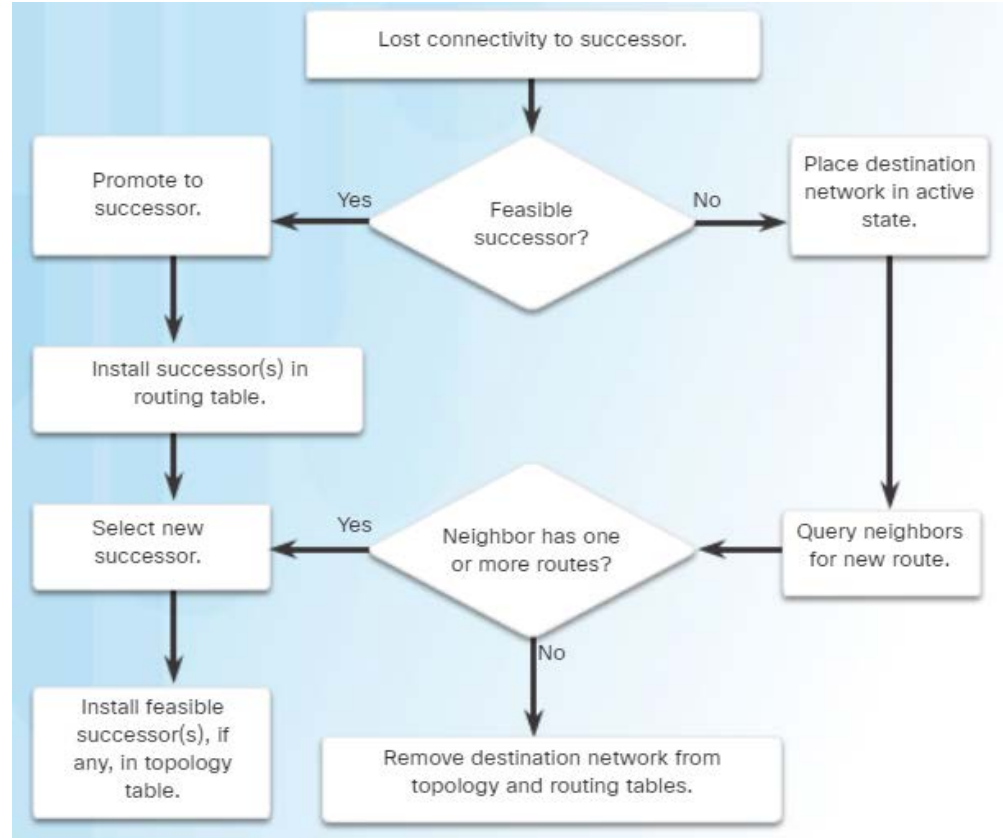 Lost connectivity to successor.
Promote to
successor.
Yes
Feasible
successor?
No
Place destination
network in active
state.
Install successor(s) in
routing table.
Select new
successor.
Yes
Neighbor has one
or more routes?
Query neighbors
for new route.
No
Install feasible
successor(s), if
any, in topology
table.
Remove destination network from
topology and routing tables.